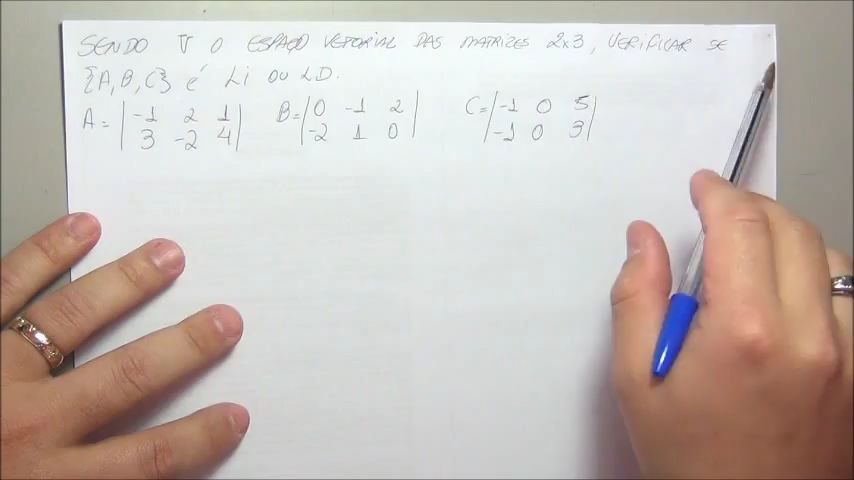 SENDO V O ESPAÇO VETORIAL DAS MATRIZES 2x3, VERIFICAR SE
{A, B, C} É LI OU LD.
A = | -1 2 1 | B = | 0 -1 2 | C = | -1 0 5 |
| 3 -2 4 | | -2 1 0 | | -1 0 3 |